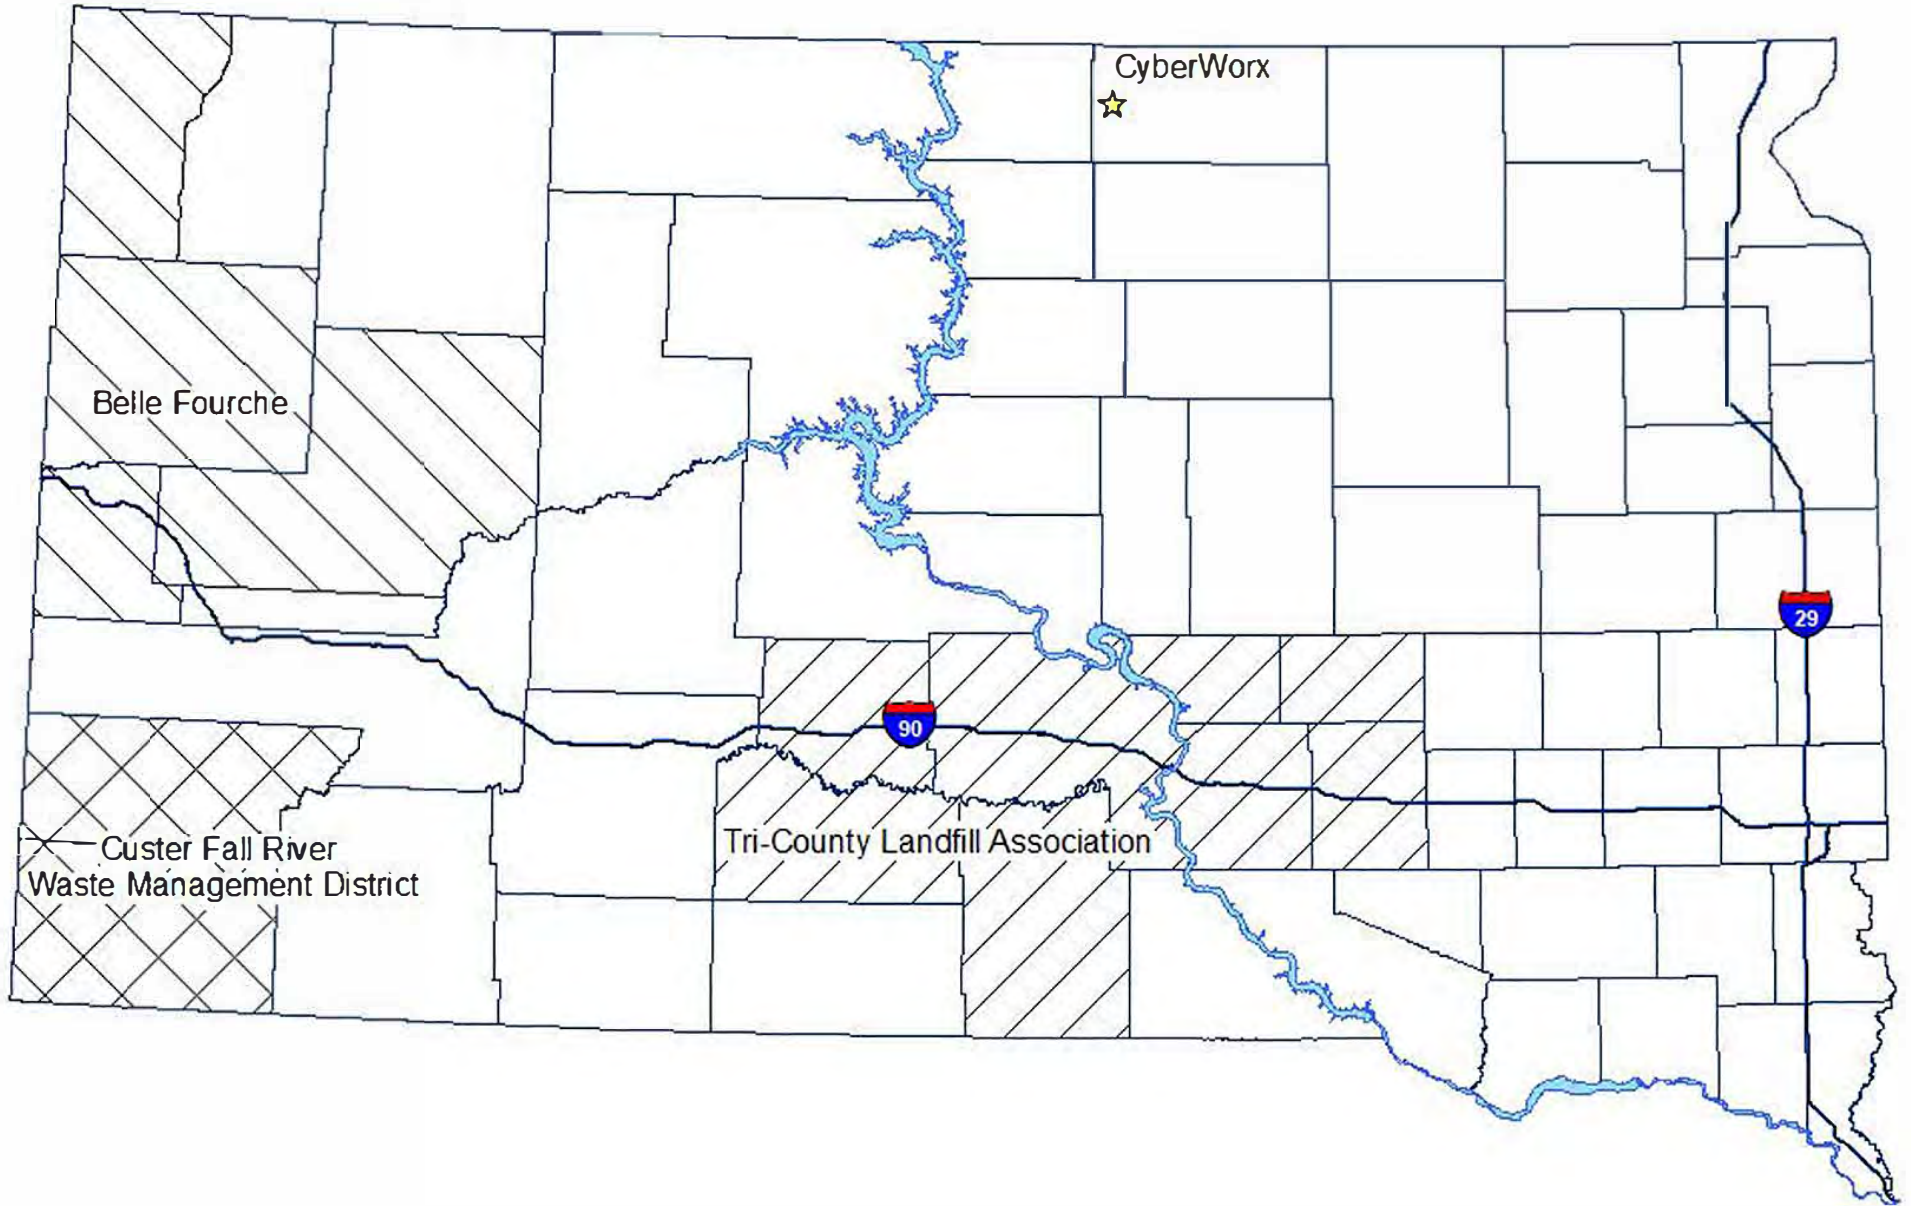 CyberWorx
Belle Fourche
29
90
Tri-County Landfill Association
Custer Fall River
Waste Management District